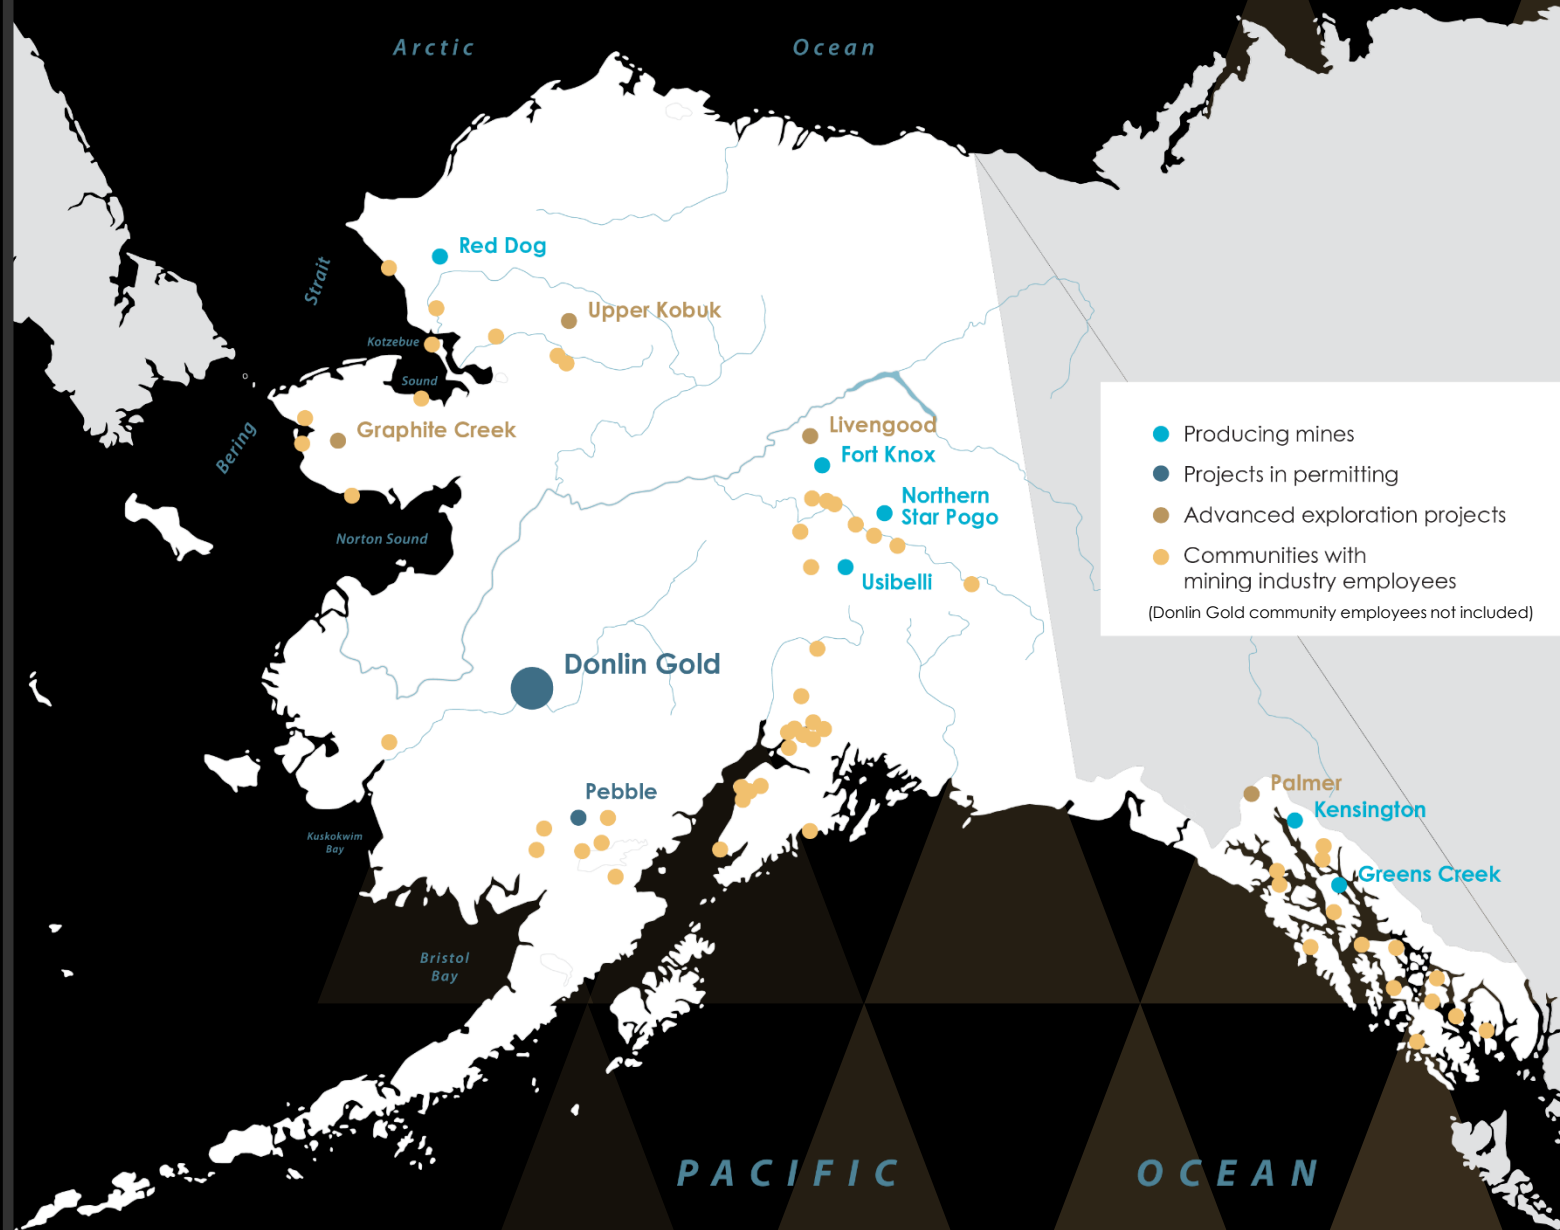 Arctic Ocean
Red Dog
Strait
Upper Kobuk
Kotzebue
Sound
Graphite Creek
Bering
Livengood
Fort Knox
Northern
Star Pogo
Norton Sound
Usibelli
Producing mines
Projects in permitting
Advanced exploration projects
Communities with
mining industry employees
(Donlin Gold community employees not included)
Donlin Gold
Pebble
Kuskokwim
Bay
Palmer
Kensington
Greens Creek
Bristol
Bay
PACIFIC OCEAN